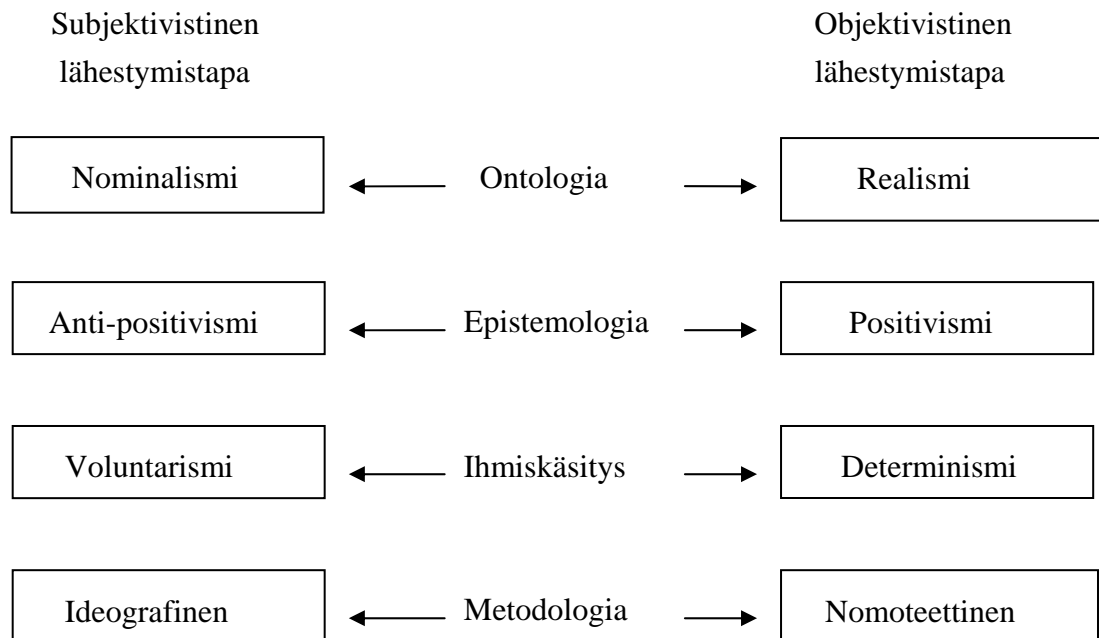 Subjektivistinen
lähestymistapa
Objektivistinen
lähestymistapa
Nominalismi
Ontologia
Realismi
Anti-positivismi
Epistemologia
Positivismi
Voluntarismi
Ihmiskäsitys
Determinismi
Ideografinen
Metodologia
Nomoteettinen